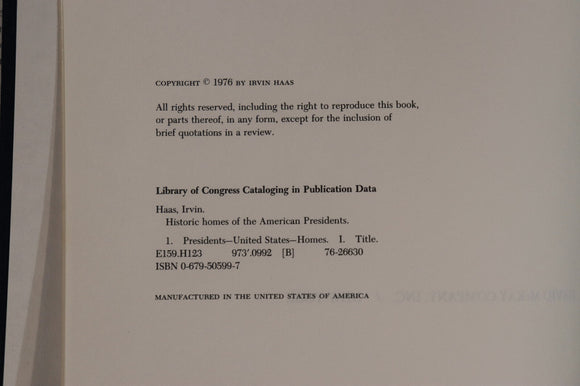 COPYRIGHT © 1976 BY IRVIN HAAS
All rights reserved, including the right to reproduce this book,
or parts thereof, in any form, except for the inclusion of
brief quotations in a review.
Library of Congress Cataloging in Publication Data
Haas, Irvin.
Historic homes of the American Presidents.
1. Presidents—United States—Homes. I. Title.
E159.H123 973'.0992 [B] 76-26630
ISBN 0-679-50599-7
MANUFACTURED IN THE UNITED STATES OF AMERICA